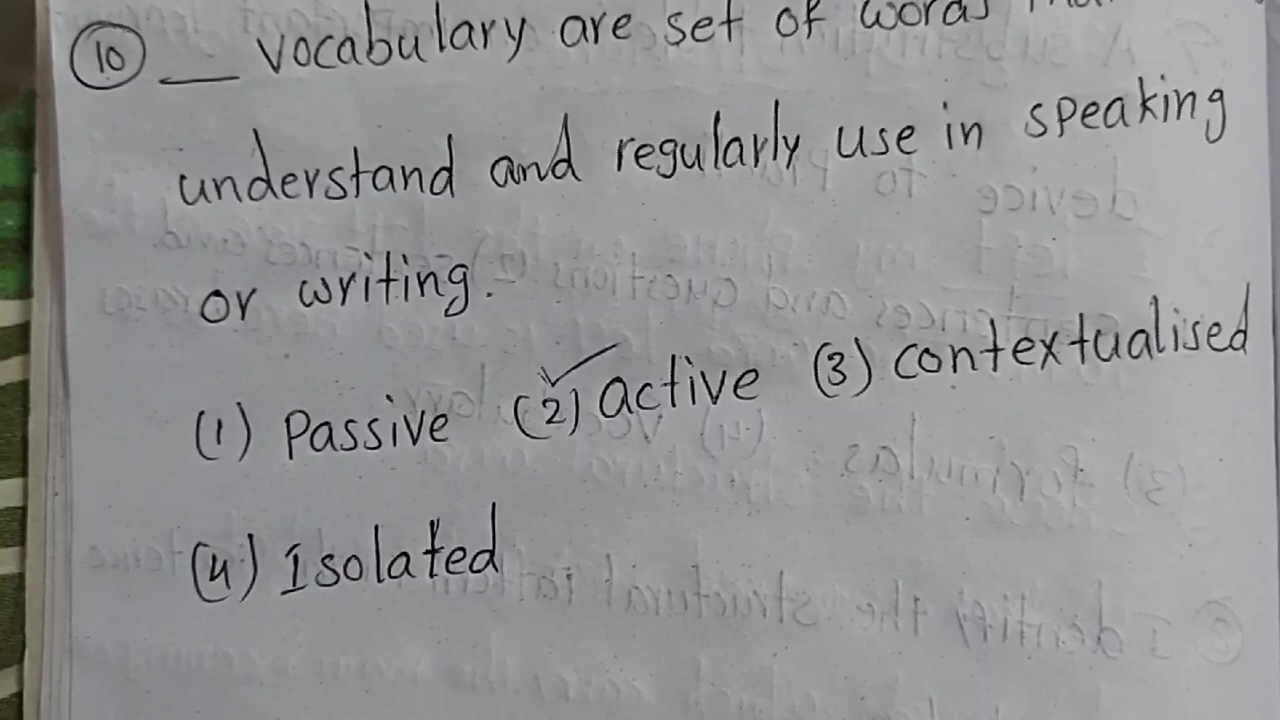 (10) __ vocabulary are set of words
understand and regularly use in speaking
or writing.
(1) Passive (2) active (3) contextualised
(4) Isolated